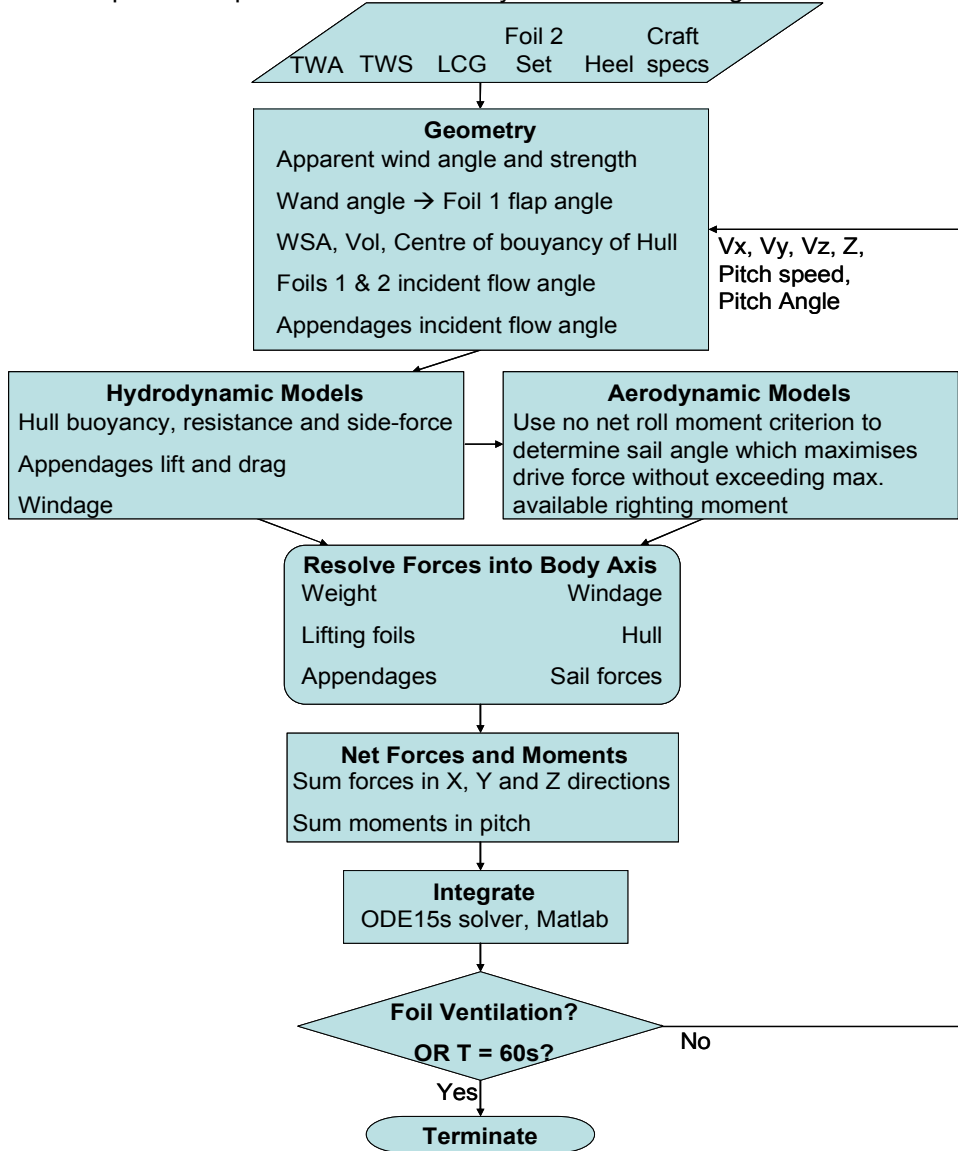 Foil 2 Craft
TWA TWS LCG Set Heel specs
Geometry
Apparent wind angle and strength
Wand angle → Foil 1 flap angle
WSA, Vol, Centre of bouyancy of Hull
Foils 1 & 2 incident flow angle
Appendages incident flow angle
Vx, Vy, Vz, Z,
Pitch speed,
Pitch Angle
Hydrodynamic Models
Hull buoyancy, resistance and side-force
Appendages lift and drag
Windage
Aerodynamic Models
Use no net roll moment criterion to
determine sail angle which maximises
drive force without exceeding max.
available righting moment
Resolve Forces into Body Axis
Weight Windage
Lifting foils Hull
Appendages Sail forces
Net Forces and Moments
Sum forces in X, Y and Z directions
Sum moments in pitch
Integrate
ODE15s solver, Matlab
Foil Ventilation?
OR T = 60s?
No
Yes
Terminate